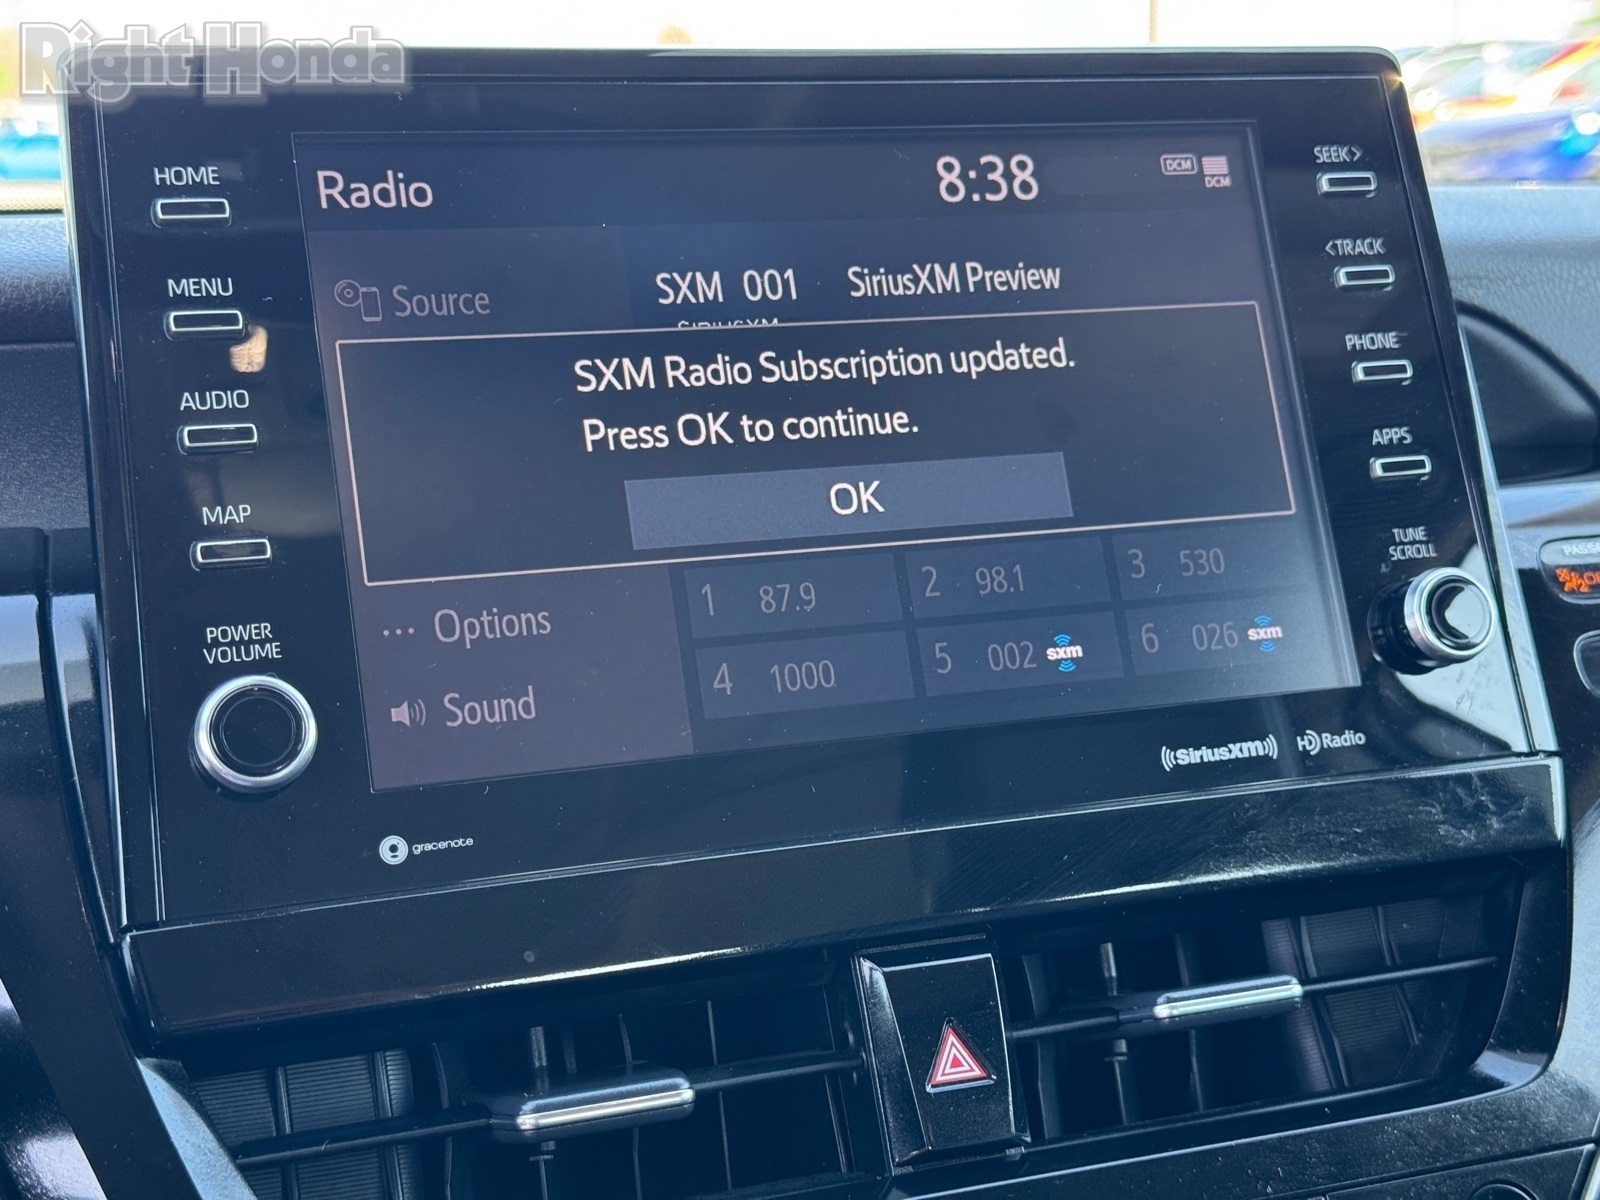 Right Honda
HOME
MENU
AUDIO
MAP
POWER
VOLUME
Radio
8:38
DCM
DCM
Source
SXM 001 SiriusXM Preview
SXM Radio Subscription updated.
Press OK to continue.
OK
Options
Sound
1 87.9
2 98.1
3 530
4 1000
5 002 sxm
6 026 sxm
SEEK>
<TRACK
PHONE
APPS
TUNE
SCROLL
((SiriusXM))
HD Radio
gracenote